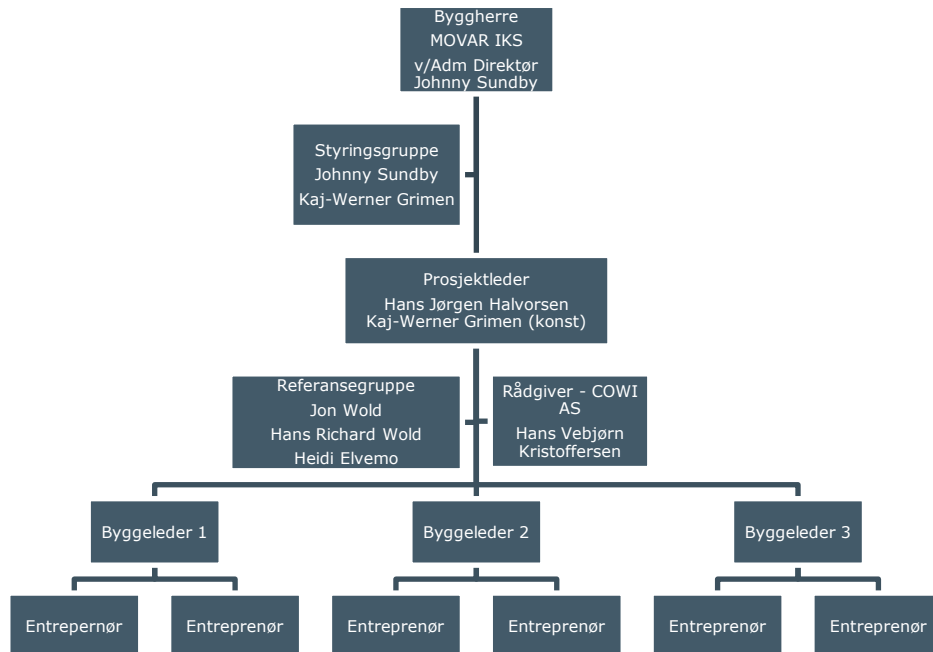 Byggherre
MOVAR IKS
v/Adm Direktør
Johnny Sundby
Styringsgruppe
Johnny Sundby
Kaj-Werner Grimen
Prosjektleder
Hans Jørgen Halvorsen
Kaj-Werner Grimen (konst)
Referansegruppe
Jon Wold
Hans Richard Wold
Heidi Elvemo
Rådgiver - COWI
AS
Hans Vebjørn
Kristoffersen
Byggeleder 1
Byggeleder 2
Byggeleder 3
Entrepernør
Entreprenør
Entreprenør
Entreprenør
Entreprenør
Entreprenør